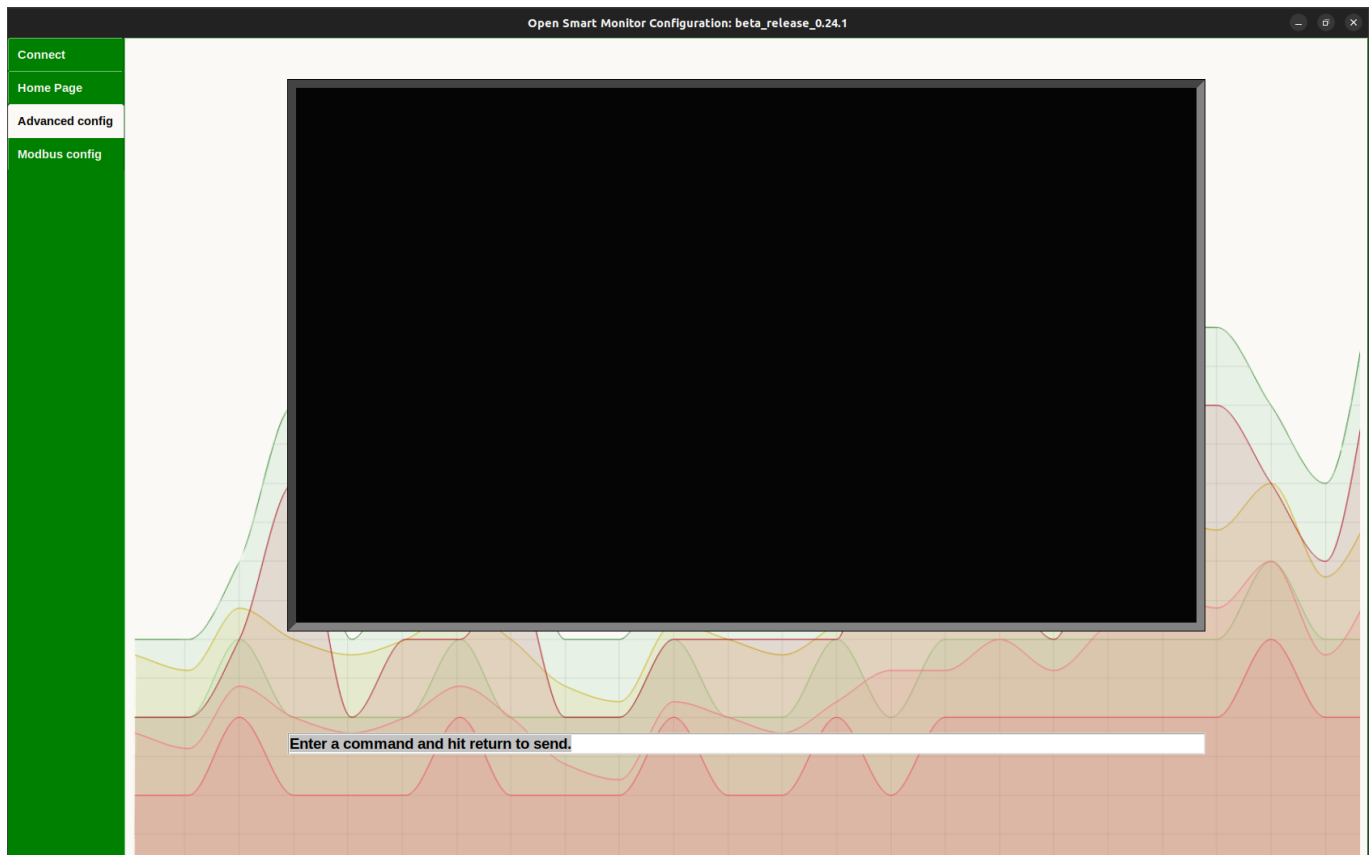 Open Smart Monitor Configuration: beta_release_0.24.1
Connect
Home Page
Advanced config
Modbus config
Enter a command and hit return to send.